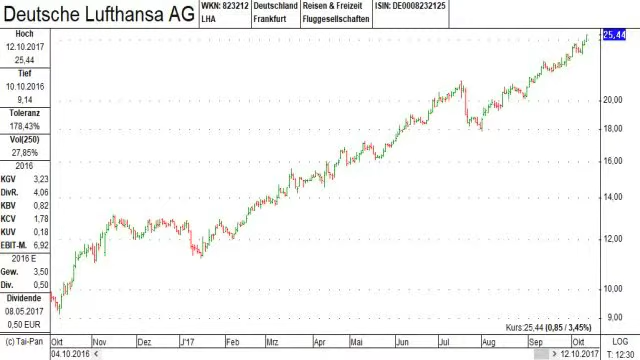 Deutsche Lufthansa AG
WKN: 823212
LHA
Deutschland
Frankfurt
Reisen & Freizeit
Fluggesellschaften
ISIN: DE0008232125
Hoch
12.10.2017
25,44
Tief
10.10.2016
9,14
Toleranz
178,43%
Vol(250)
27,85%
2016
KGV 3,23
DivR. 4,06
KBV 0,82
KCV 1,78
KUV 0,18
EBIT-M. 6,92
2016 E
Gew. 3,50
Div. 0,50
Dividende
08.05.2017
0,50 EUR
(c) Tai-Pan
25,44
20,00
18,00
16,00
14,00
12,00
10,00
9,00
Kurs:25,44 (0,85 / 3,45%)
Okt Nov Dez J'17 Feb Mrz Apr Mai Jun Jul Aug Sep Okt
LOG
04.10.2016 < > 12.10.2017
T: 12:30